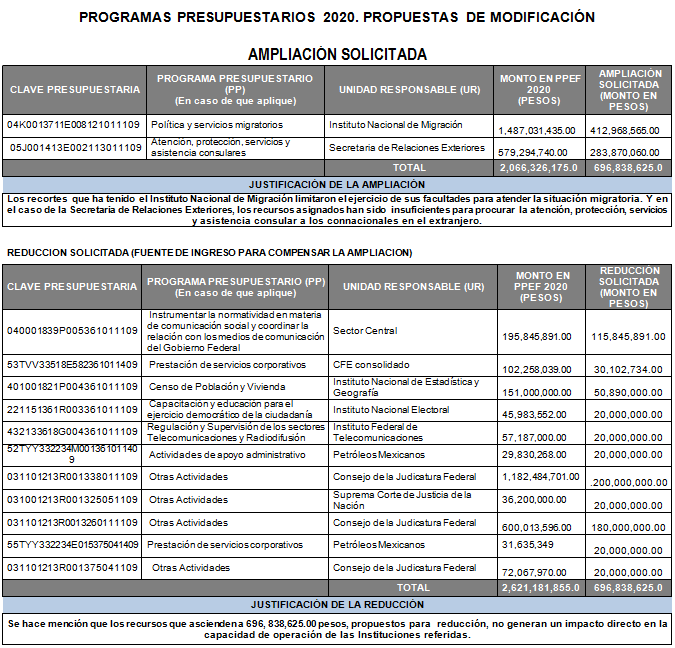 PROGRAMAS PRESUPUESTARIOS 2020. PROPUESTAS DE MODIFICACIÓN
AMPLIACIÓN SOLICITADA
CLAVE PRESUPUESTARIA PROGRAMA PRESUPUESTARIO (PP) (En caso de que aplique) UNIDAD RESPONSABLE (UR) MONTO EN PPEF 2020 (PESOS) AMPLIACIÓN SOLICITADA (MONTO EN PESOS)
04K0013711E008121011109 Política y servicios migratorios Instituto Nacional de Migración 1,487,031,435.00 412,968,565.00
05J001413E002113011109 Atención, protección, servicios y asistencia consulares Secretaria de Relaciones Exteriores 579,294,740.00 283,870,060.00
TOTAL 2,066,326,175.0 696,838,625.0
JUSTIFICACIÓN DE LA AMPLIACIÓN
Los recortes que ha tenido el Instituto Nacional de Migración limitaron el ejercicio de sus facultades para atender la situación migratoria. Y en
el caso de la Secretaria de Relaciones Exteriores, los recursos asignados han sido insuficientes para procurar la atención, protección, servicios
y asistencia consular a los connacionales en el extranjero.
REDUCCION SOLICITADA (FUENTE DE INGRESO PARA COMPENSAR LA AMPLIACION)
CLAVE PRESUPUESTARIA PROGRAMA PRESUPUESTARIO (PP) (En caso de que aplique) UNIDAD RESPONSABLE (UR) MONTO EN PPEF 2020 (PESOS) REDUCCIÓN SOLICITADA (MONTO EN PESOS)
040001839P005361011109 Instrumentar la normatividad en materia de comunicación social y coordinar la relación con los medios de comunicación del Gobierno Federal Sector Central 195,845,891.00 115,845,891.00
53TVV33518E582361011409 Prestación de servicios corporativos CFE consolidado 102,258,039.00 30,102,734.00
401001821P004361011109 Censo de Población y Vivienda Instituto Nacional de Estadística y Geografía 151,000,000.00 50,890,000.00
221151361R003361011109 Capacitación y educación para el ejercicio democrático de la ciudadanía Instituto Nacional Electoral 45,983,552.00 20,000,000.00
432133618G004361011109 Regulación y Supervisión de los sectores Telecomunicaciones y Radiodifusión Instituto Federal de Telecomunicaciones 57,187,000.00 20,000,000.00
52TYY332234M001361011409 Actividades de apoyo administrativo Petróleos Mexicanos 29,830,268.00 20,000,000.00
031101213R001338011109 Otras Actividades Consejo de la Judicatura Federal 1,182,484,701.00 .200,000,000.00
031001213R001325051109 Otras Actividades Suprema Corte de Justicia de la Nación 36,200,000.00 20,000,000.00
031101213R0013260111109 Otras Actividades Consejo de la Judicatura Federal 600,013,596.00 180,000,000.00
55TYY332234E015375041409 Prestación de servicios corporativos Petróleos Mexicanos 31,635,349 20,000,000.00
031101213R001375041109 Otras Actividades Consejo de la Judicatura Federal 72,067,970.00 20,000,000.00
TOTAL 2,621,181,855.0 696,838,625.0
JUSTIFICACIÓN DE LA REDUCCIÓN
Se hace mención que los recursos que ascienden a 696, 838,625.00 pesos, propuestos para reducción, no generan un impacto directo en la
capacidad de operación de las Instituciones referidas.